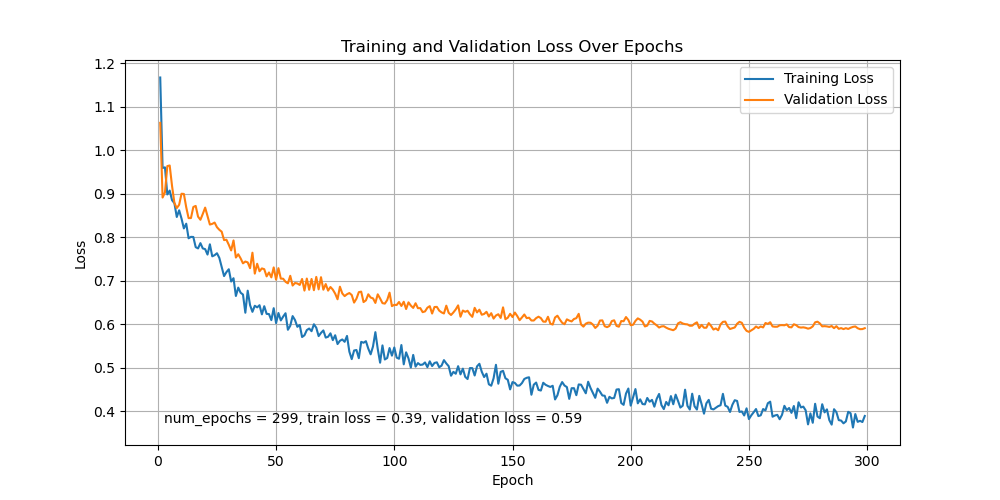 Training and Validation Loss Over Epochs
1.2
1.1
1.0
0.9
0.8
0.7
0.6
0.5
0.4
Loss
Training Loss
Validation Loss
num_epochs = 299, train loss = 0.39, validation loss = 0.59
0 50 100 150 200 250 300
Epoch